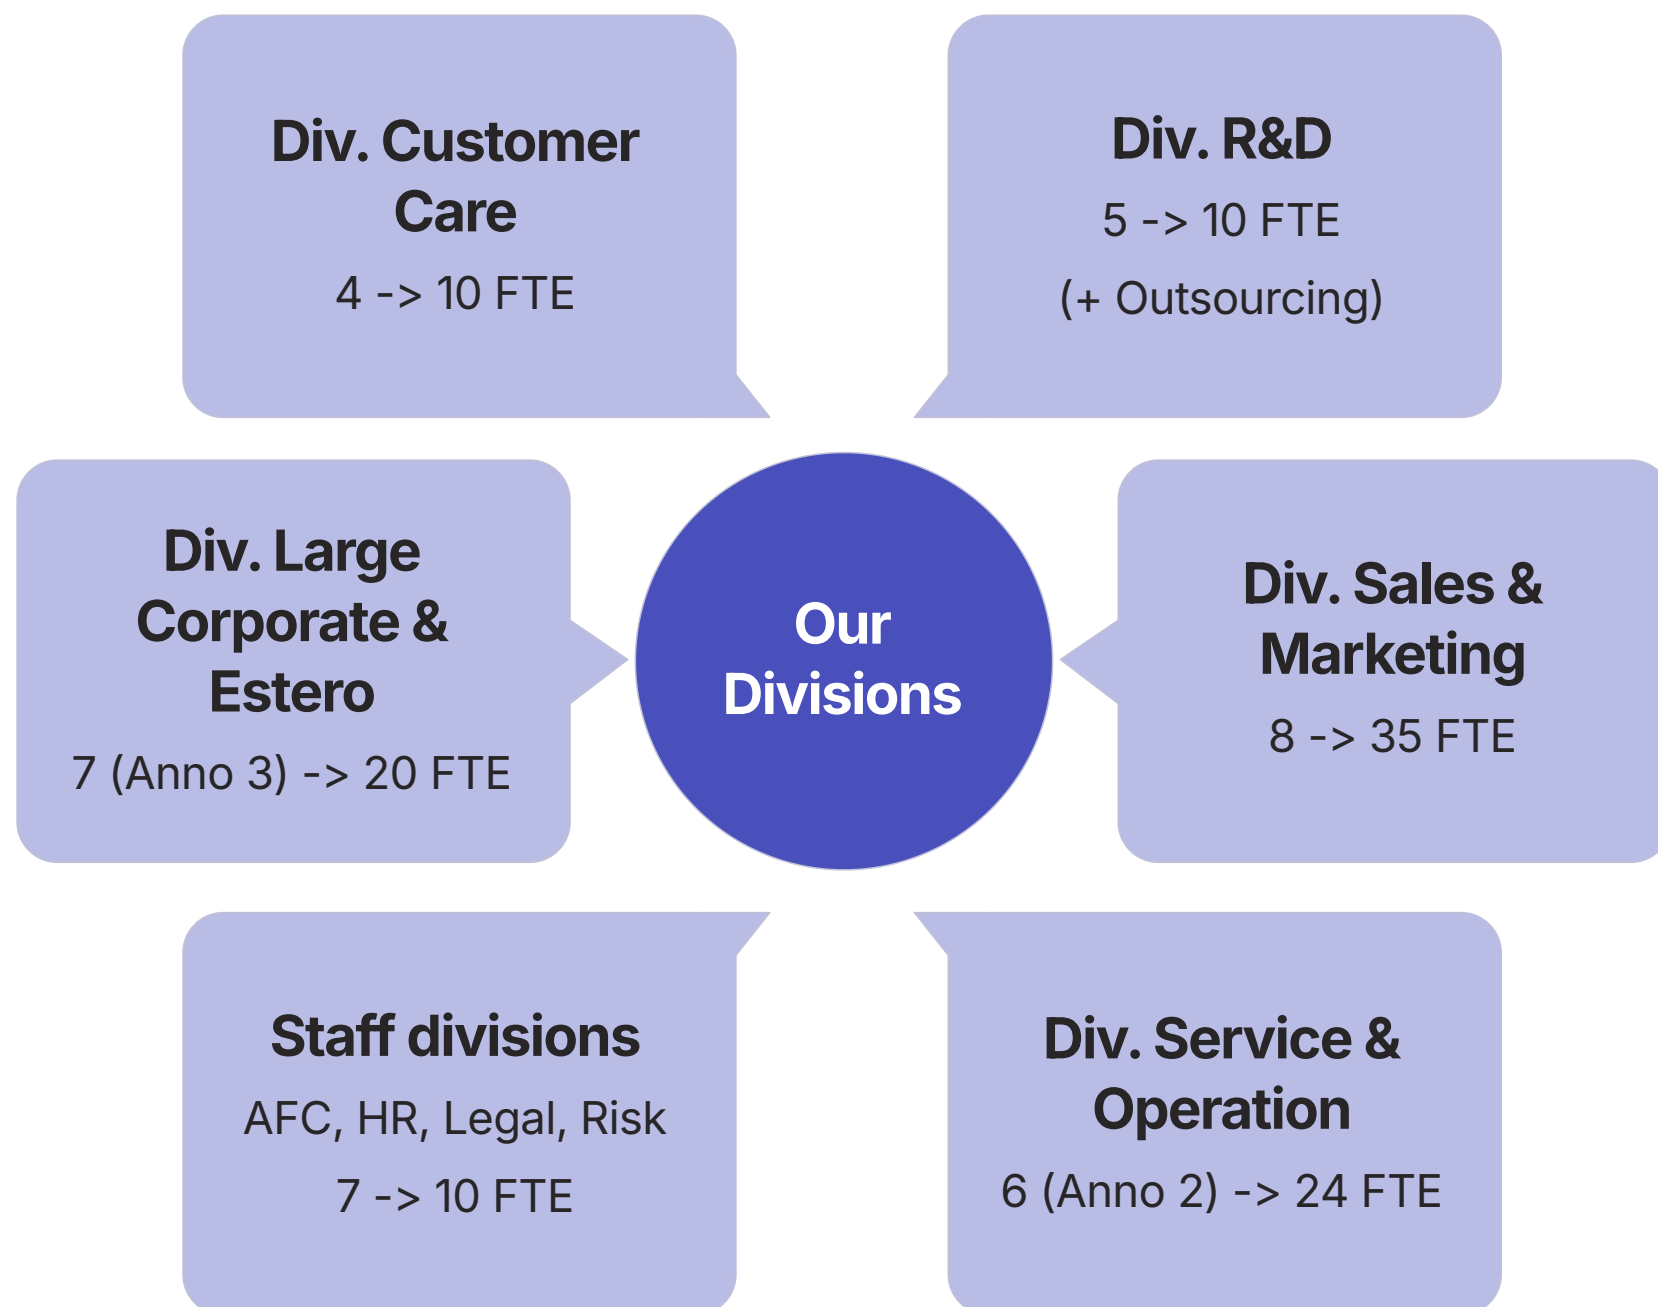 Div. Customer
Care
4 -> 10 FTE
Div. R&D
5 -> 10 FTE
(+ Outsourcing)
Div. Large
Corporate &
Estero
7 (Anno 3) -> 20 FTE
Our
Divisions
Div. Sales &
Marketing
8 -> 35 FTE
Staff divisions
AFC, HR, Legal, Risk
7 -> 10 FTE
Div. Service &
Operation
6 (Anno 2) -> 24 FTE